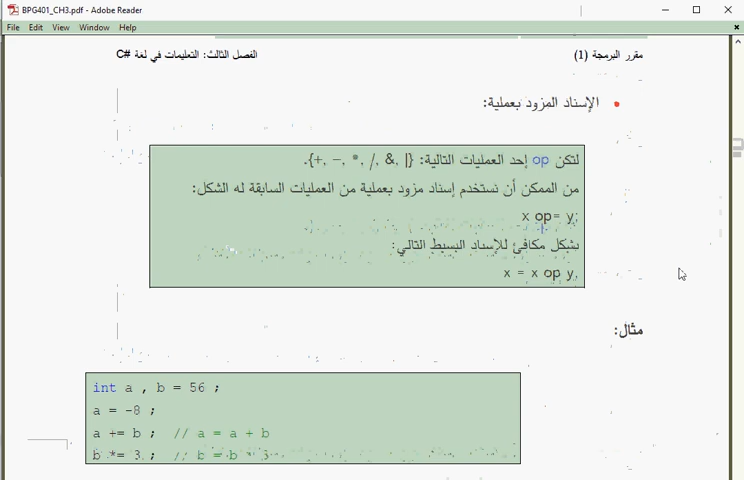 BPG401_CH3.pdf - Adobe Reader
File Edit View Window Help
مقرر البرمجة (1)
الفصل الثالث: التعليمات في لغة C#
الإسناد المزود بعملية:
لتكن op إحد العمليات التالية: {+, −, *, /, &, |}.
من الممكن أن نستخدم إسناد مزود بعملية من العمليات السابقة له الشكل:
x op= y;
بشكل مكافئ للإسناد البسيط التالي:
x = x op y,
مثال:
int a , b = 56 ;
a = -8 ;
a += b ; // a = a + b
b *= 3 ; // b = b * 3